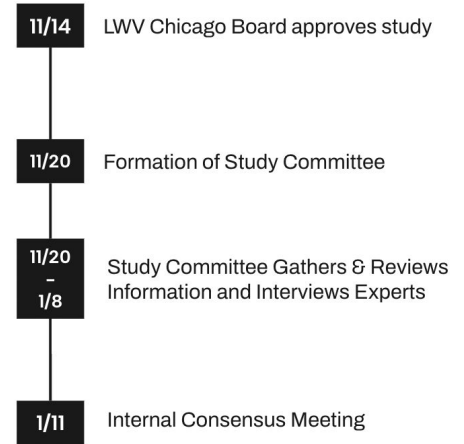 11/14
LWV Chicago Board approves study
11/20
Formation of Study Committee
11/20
–
1/8
Study Committee Gathers & Reviews
Information and Interviews Experts
1/11
Internal Consensus Meeting